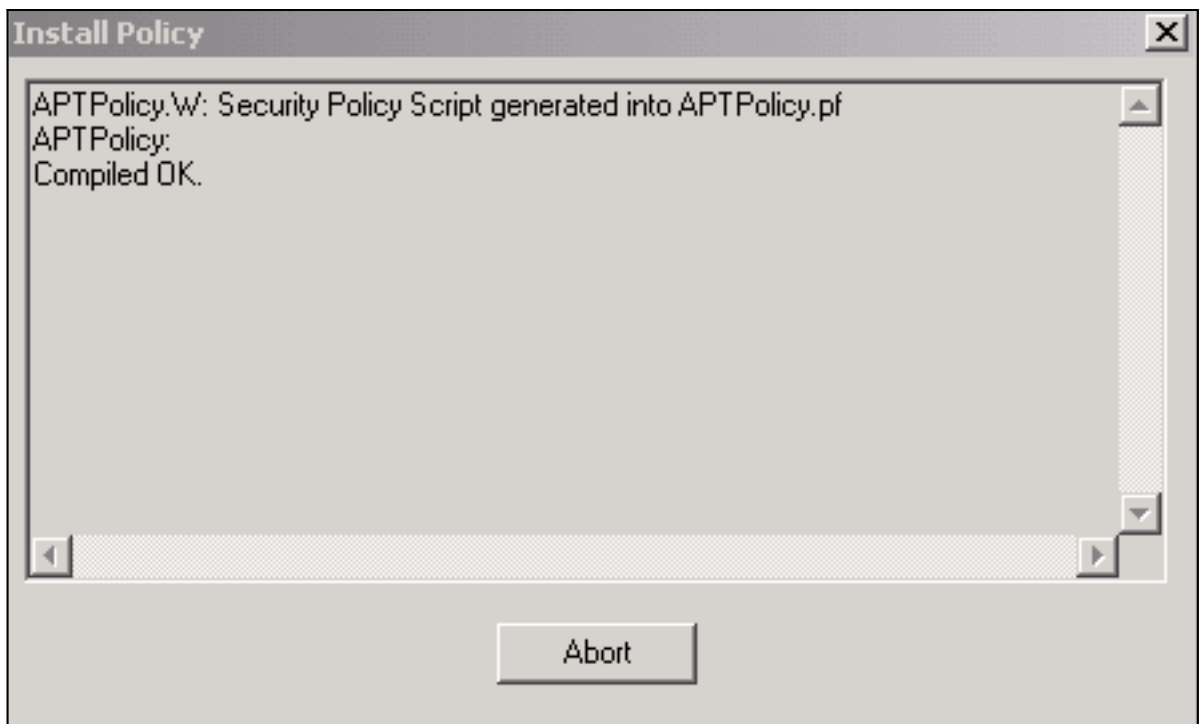 Install Policy
APTPolicy.W: Security Policy Script generated into APTPolicy.pf
APTPolicy:
Compiled OK.
Abort